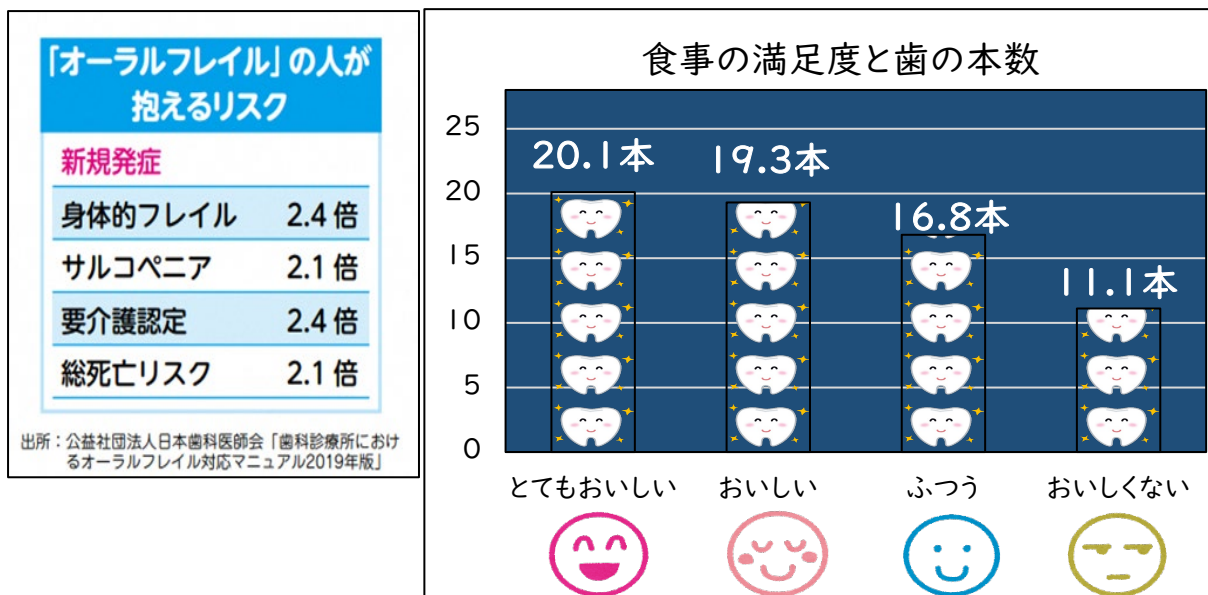 「オーラルフレイル」の人が
抱えるリスク
新規発症
身体的フレイル 2.4倍
サルコペニア 2.1倍
要介護認定 2.4倍
総死亡リスク 2.1倍
出所:公益社団法人日本歯科医師会「歯科診療所におけ
るオーラルフレイル対応マニュアル2019年版」
食事の満足度と歯の本数
25
20
15
10
5
0
20.1本
19.3本
16.8本
11.1本
とてもおいしい
おいしい
ふつう
おいしくない